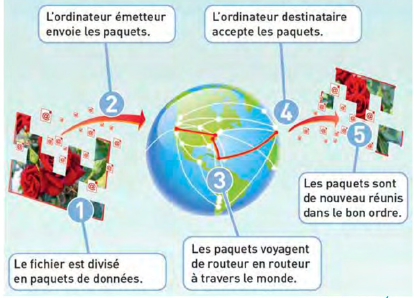 L'ordinateur émetteur
envoie les paquets.
L'ordinateur destinataire
accepte les paquets.
2
4
5
3
1
Les paquets sont
de nouveau réunis
dans le bon ordre.
Les paquets voyagent
de routeur en routeur
à travers le monde.
Le fichier est divisé
en paquets de données.